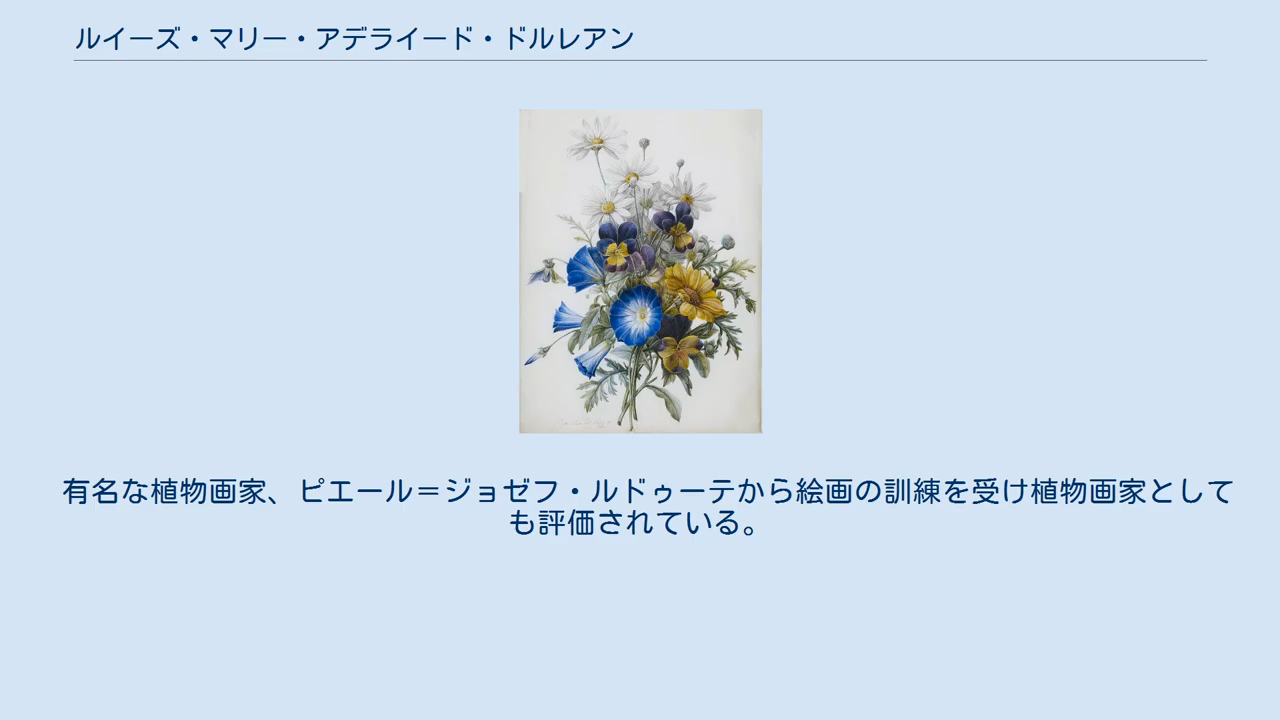 ルイーズ・マリー・アデライード・ドルレアン
有名な植物画家、ピエール＝ジョゼフ・ルドゥーテから絵画の訓練を受け植物画家として
も評価されている。